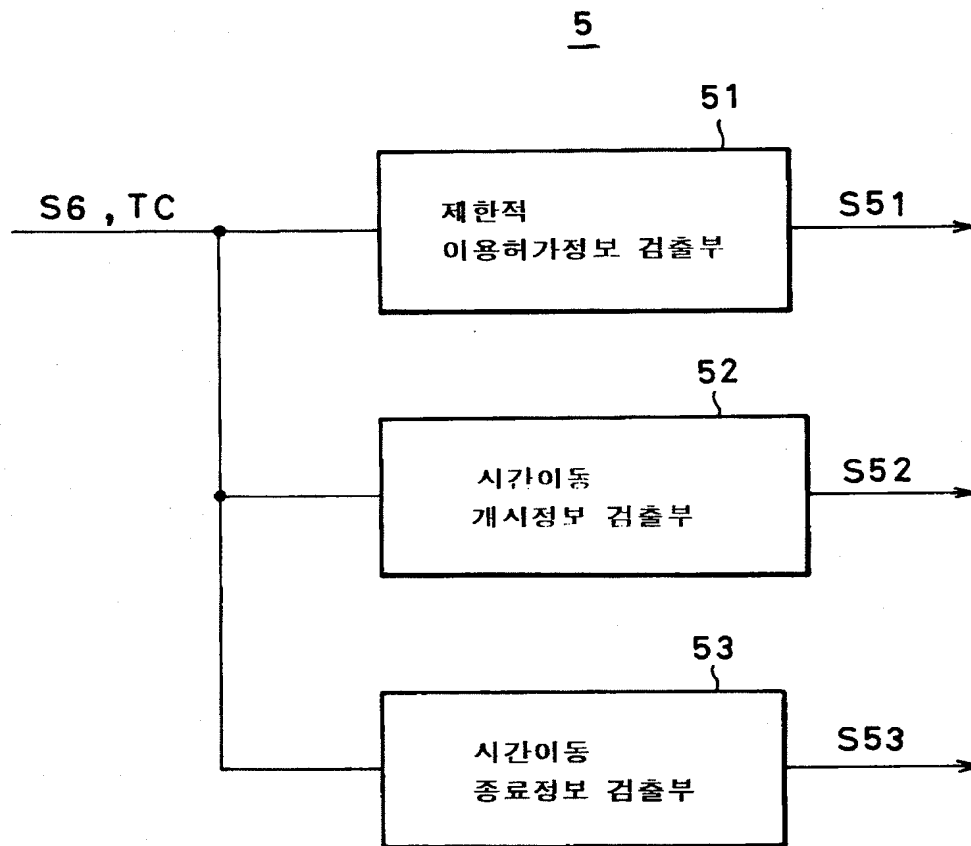 5
51
S6 , TC
제한적
이용허가정보 검출부
S51
52
시간이동
개시정보 검출부
S52
53
시간이동
종료정보 검출부
S53